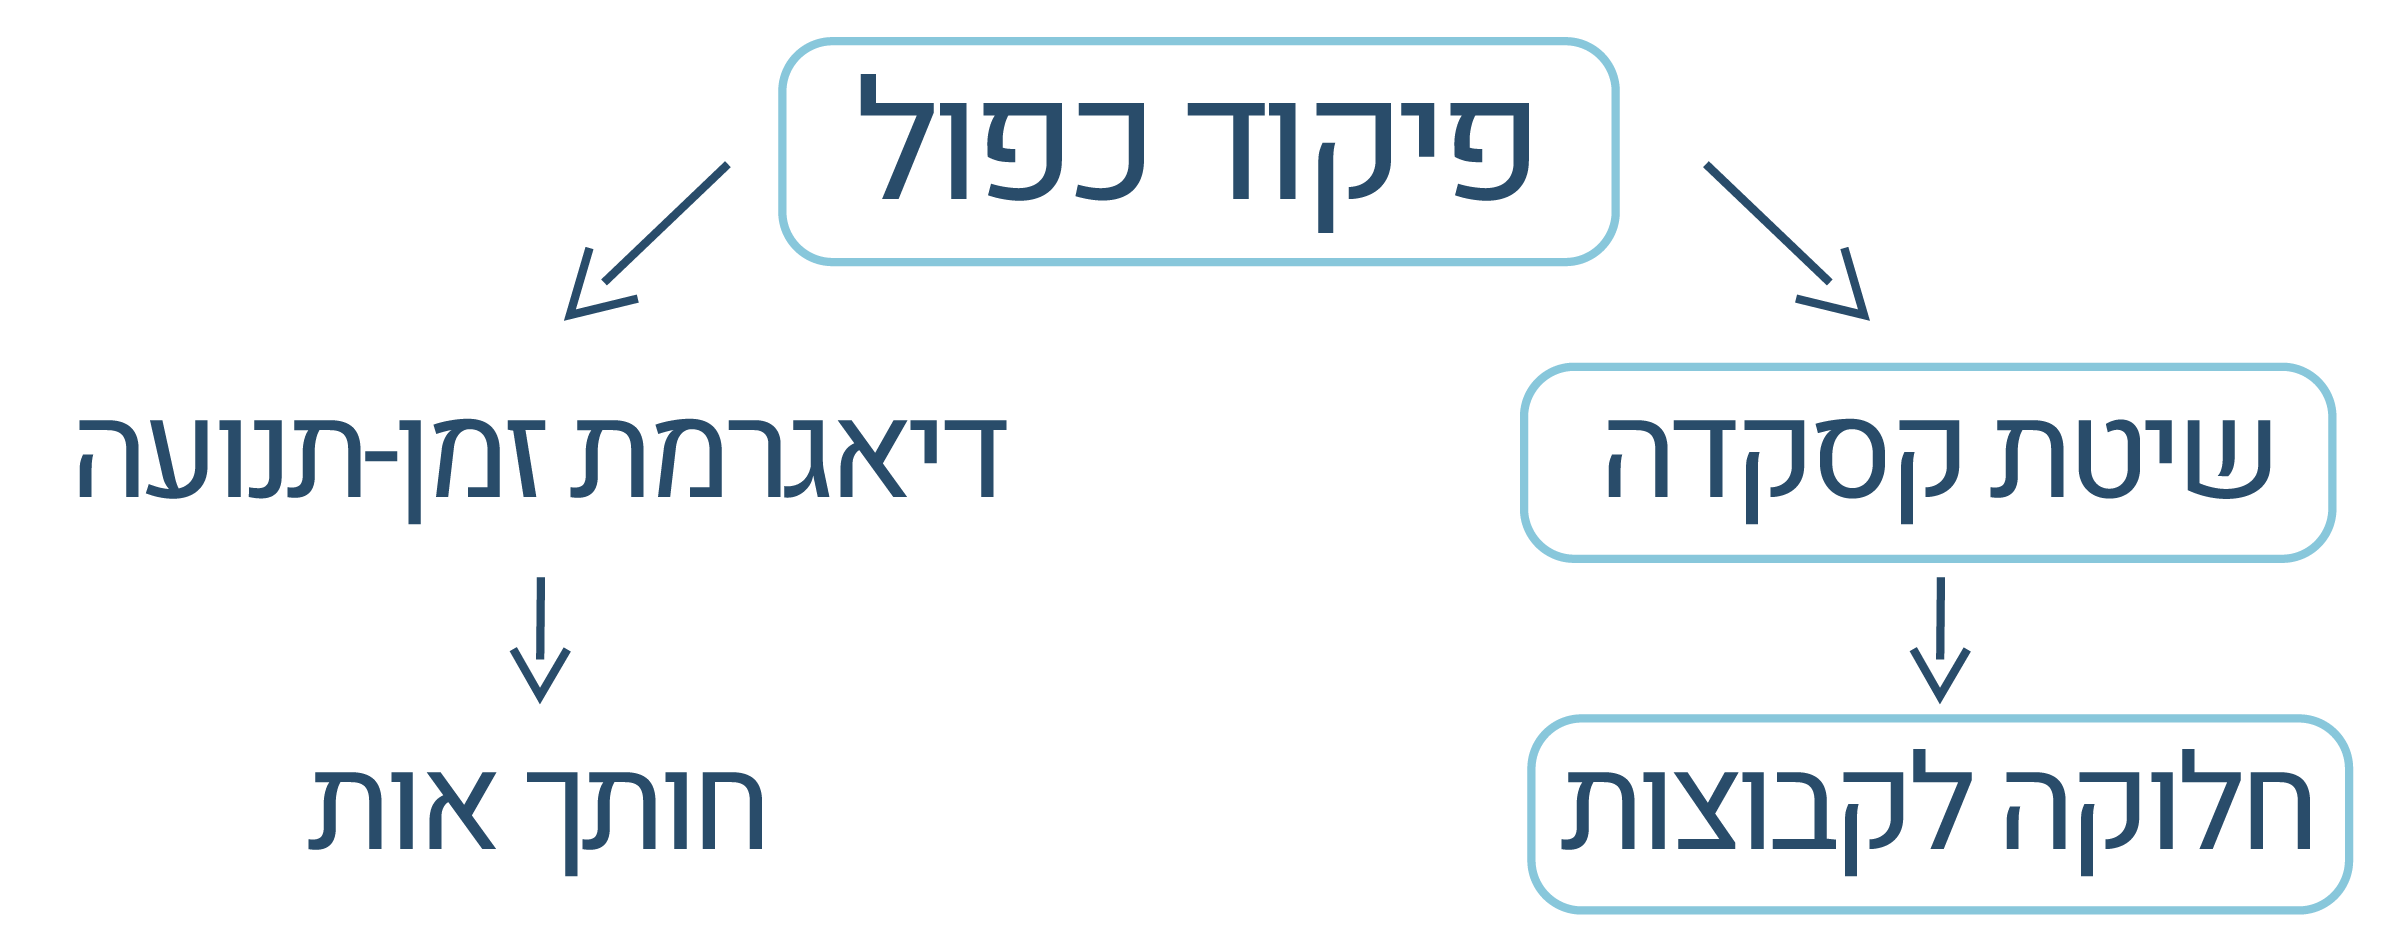 פיקוד כפול
שיטת קסקדה
דיאגרמת זמן-תנועה
חלוקה לקבוצות
חותך אות